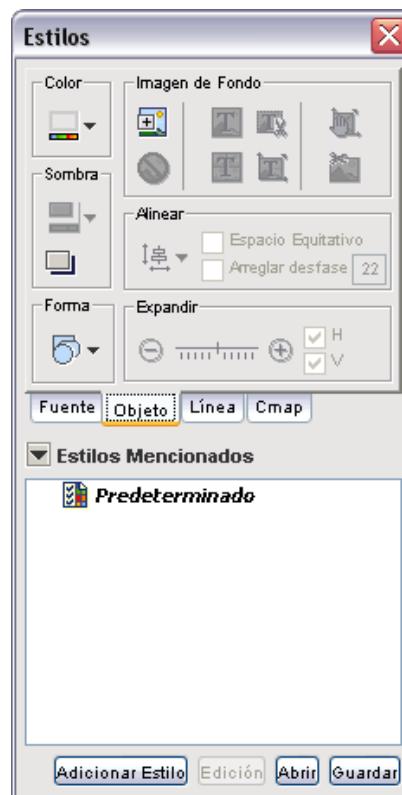 Estilos
Color
Imagen de Fondo
Sombra
Alinear
Espacio Equitativo
Arreglar desfase 22
Forma
Expandir
H
V
Fuente Objeto Línea Cmap
Estilos Mencionados
Predeterminado
Adicionar Estilo Edición Abrir Guardar